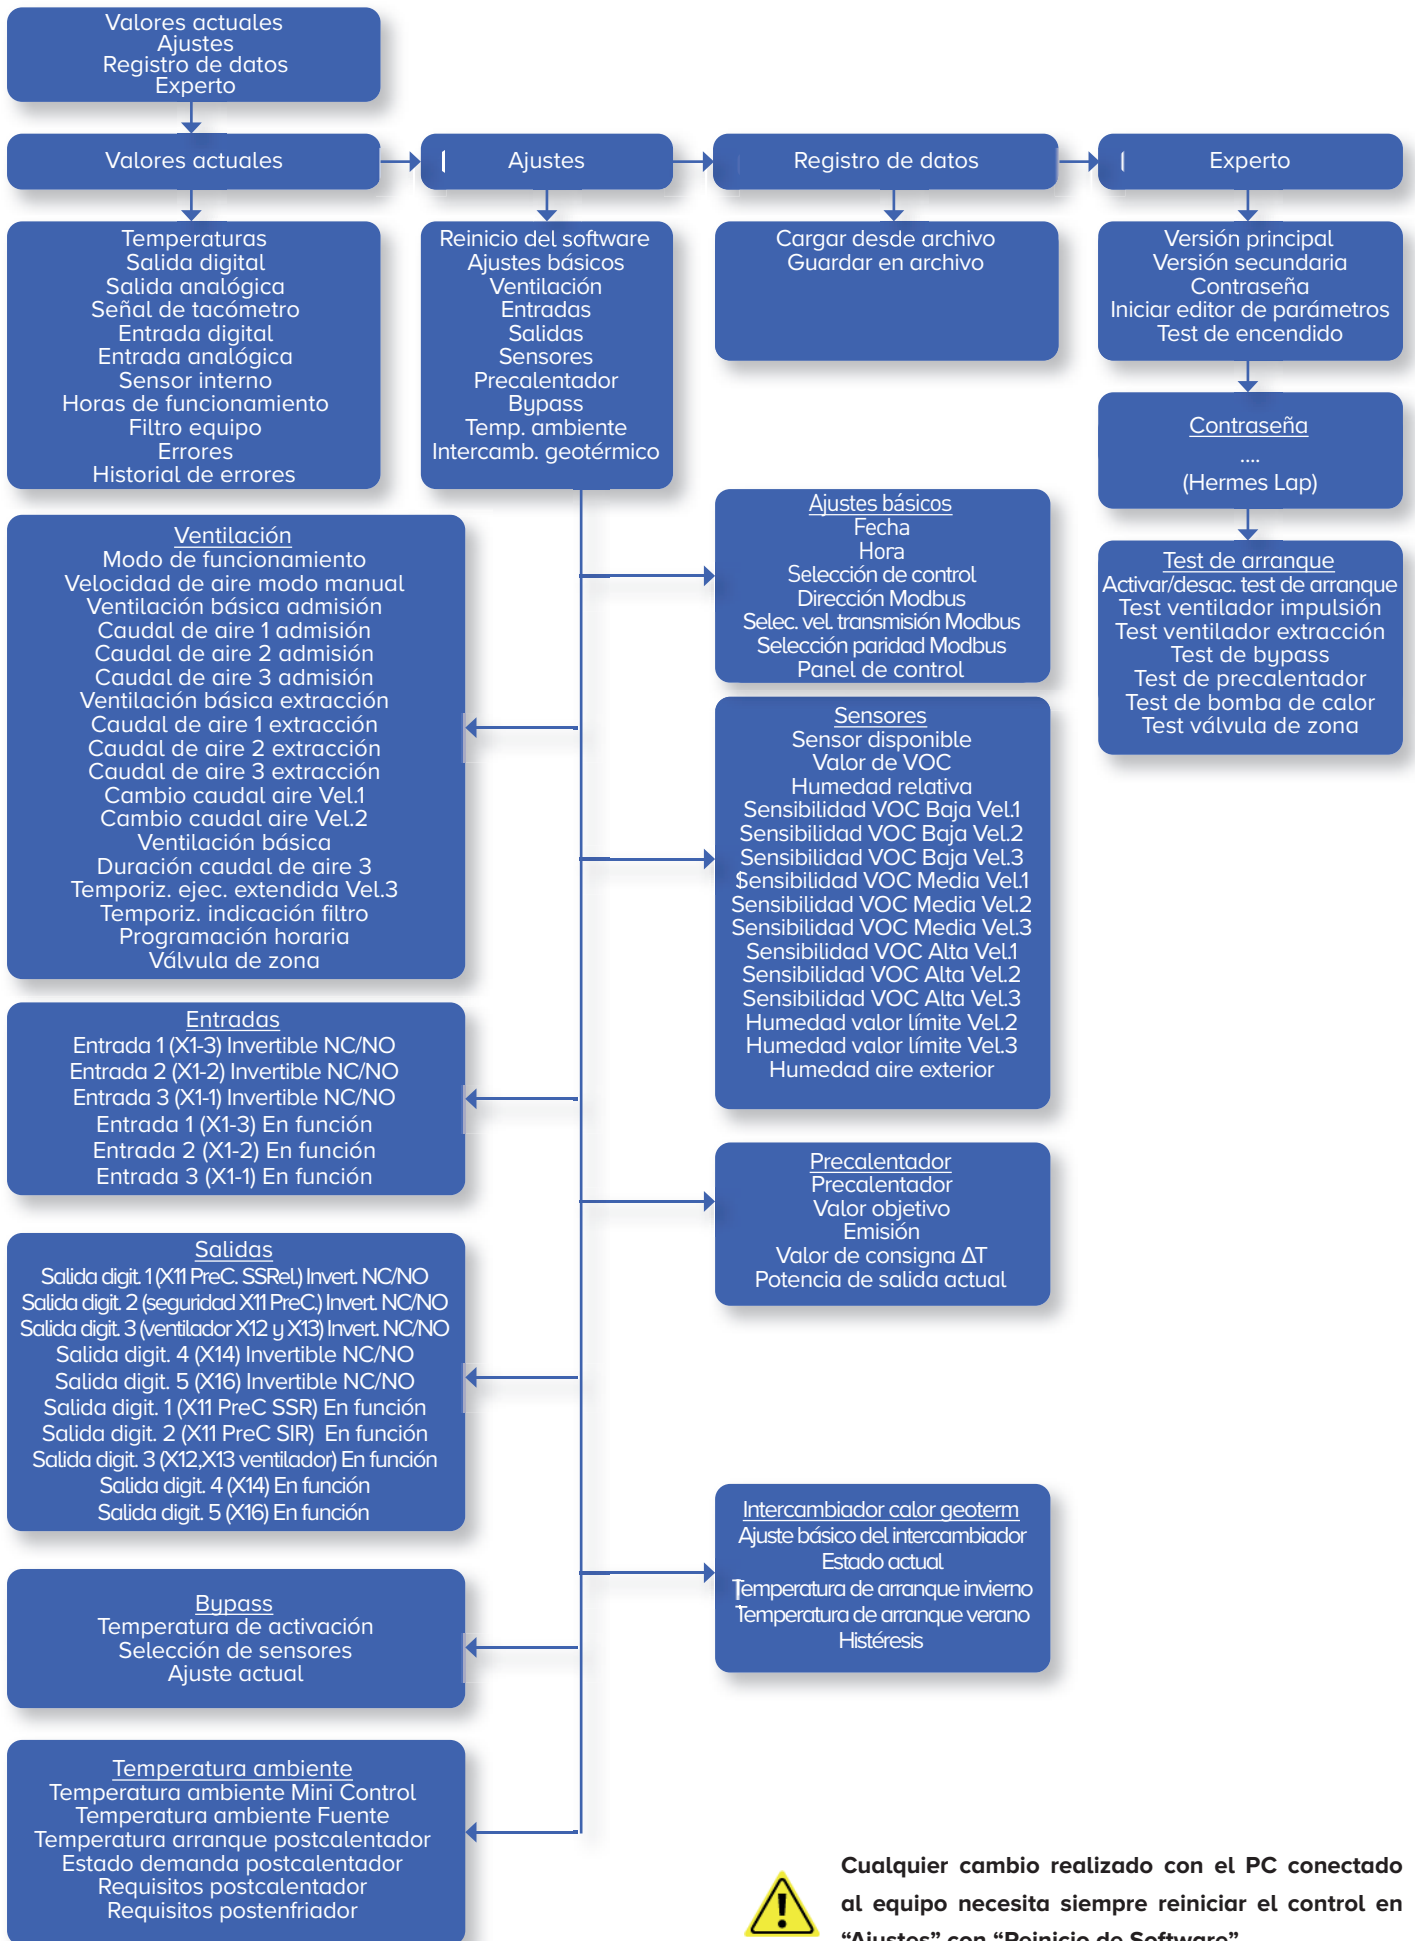 Valores actuales
Ajustes
Registro de datos
Experto
Valores actuales
Ajustes
Registro de datos
Experto
Temperaturas
Salida digital
Salida analógica
Señal de tacómetro
Entrada digital
Entrada analógica
Sensor interno
Horas de funcionamiento
Filtro equipo
Errores
Historial de errores
Reinicio del software
Ajustes básicos
Ventilación
Entradas
Salidas
Sensores
Precalentador
Bypass
Temp. ambiente
Intercamb. geotérmico
Cargar desde archivo
Guardar en archivo
Versión principal
Versión secundaria
Contraseña
Iniciar editor de parámetros
Test de encendido
Contraseña
....
(Hermes Lap)
Test de arranque
Activar/desac. test de arranque
Test ventilador impulsión
Test ventilador extracción
Test de bypass
Test de precalentador
Test de bomba de calor
Test válvula de zona
Ventilación
Modo de funcionamiento
Velocidad de aire modo manual
Ventilación básica admisión
Caudal de aire 1 admisión
Caudal de aire 2 admisión
Caudal de aire 3 admisión
Ventilación básica extracción
Caudal de aire 1 extracción
Caudal de aire 2 extracción
Caudal de aire 3 extracción
Cambio caudal aire Vel.1
Cambio caudal aire Vel.2
Ventilación básica
Duración caudal de aire 3
Temporiz. ejec. extendida Vel.3
Temporiz. indicación filtro
Programación horaria
Válvula de zona
Ajustes básicos
Fecha
Hora
Selección de control
Dirección Modbus
Selec. vel. transmisión Modbus
Selección paridad Modbus
Panel de control
Sensores
Sensor disponible
Valor de VOC
Humedad relativa
Sensibilidad VOC Baja Vel.1
Sensibilidad VOC Baja Vel.2
Sensibilidad VOC Baja Vel.3
Sensibilidad VOC Media Vel.1
Sensibilidad VOC Media Vel.2
Sensibilidad VOC Media Vel.3
Sensibilidad VOC Alta Vel.1
Sensibilidad VOC Alta Vel.2
Sensibilidad VOC Alta Vel.3
Humedad valor límite Vel.2
Humedad valor límite Vel.3
Humedad aire exterior
Entradas
Entrada 1 (X1-3) Invertible NC/NO
Entrada 2 (X1-2) Invertible NC/NO
Entrada 3 (X1-1) Invertible NC/NO
Entrada 1 (X1-3) En función
Entrada 2 (X1-2) En función
Entrada 3 (X1-1) En función
Precalentador
Precalentador
Valor objetivo
Emisión
Valor de consigna ΔT
Potencia de salida actual
Salidas
Salida digit. 1 (X11 PreC. SSRel.) Invert. NC/NO
Salida digit. 2 (seguridad X11 PreC.) Invert. NC/NO
Salida digit. 3 (ventilador X12 y X13) Invert. NC/NO
Salida digit. 4 (X14) Invertible NC/NO
Salida digit. 5 (X16) Invertible NC/NO
Salida digit. 1 (X11 PreC SSR) En función
Salida digit. 2 (X11 PreC SIR) En función
Salida digit. 3 (X12,X13 ventilador) En función
Salida digit. 4 (X14) En función
Salida digit. 5 (X16) En función
Intercambiador calor geoterm
Ajuste básico del intercambiador
Estado actual
Temperatura de arranque invierno
Temperatura de arranque verano
Histéresis
Bypass
Temperatura de activación
Selección de sensores
Ajuste actual
Temperatura ambiente
Temperatura ambiente Mini Control
Temperatura ambiente Fuente
Temperatura arranque postcalentador
Estado demanda postcalentador
Requisitos postcalentador
Requisitos postenfriador
Cualquier cambio realizado con el PC conectado
al equipo necesita siempre reiniciar el control en
“Ajustes” con “Reinicio de Software”